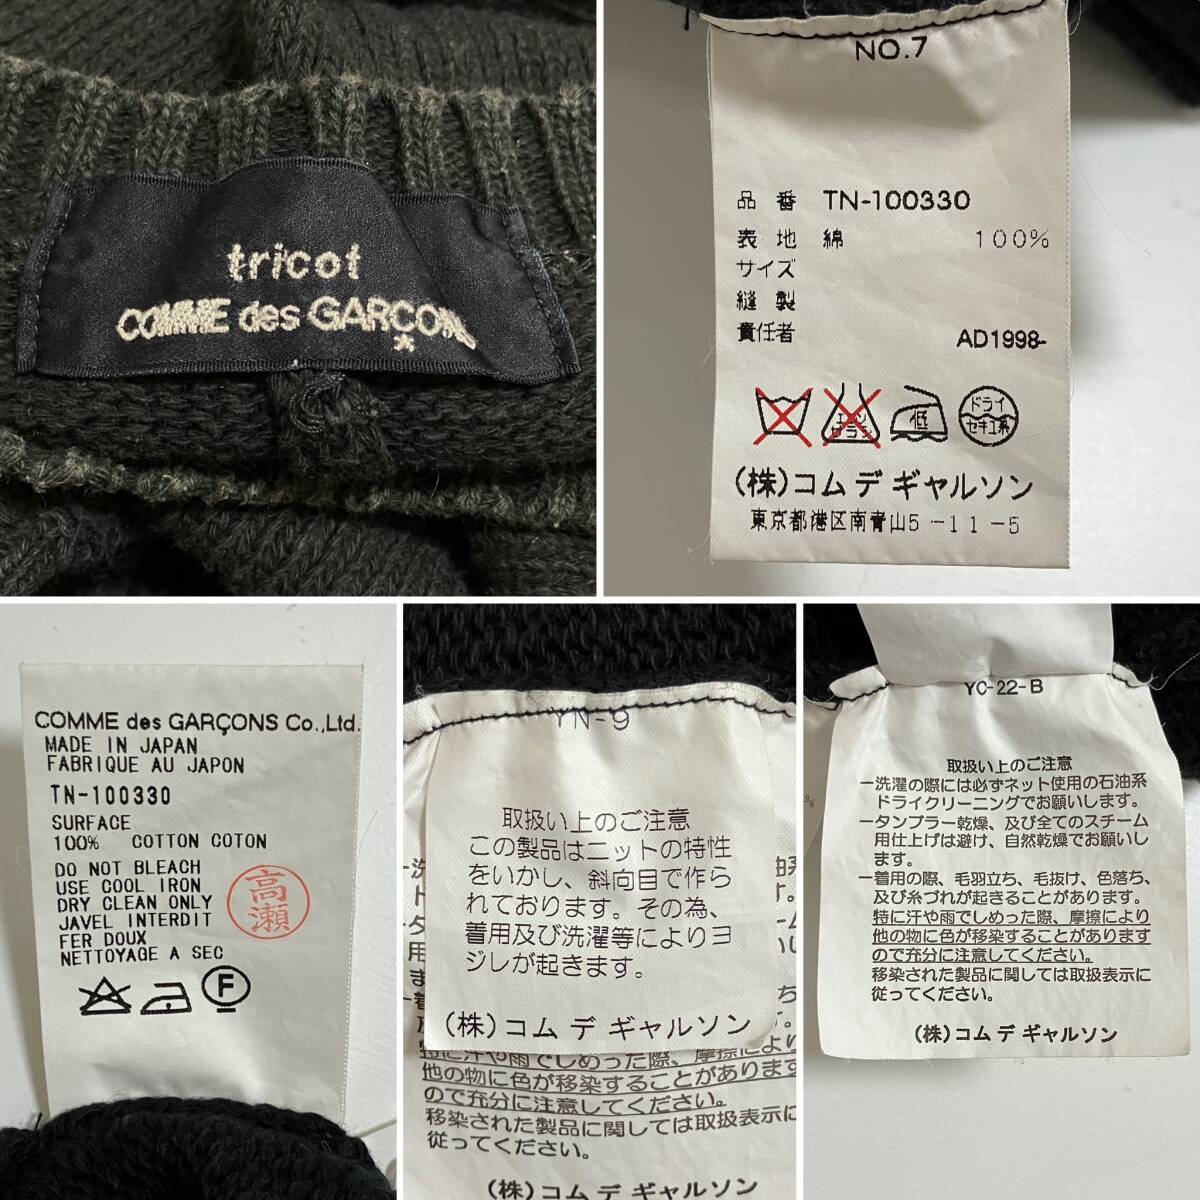 tricot
COMME des GARÇON
NO.7
品番 TN-100330
表地 綿 100%
サイズ
縫製
責任者
AD1998-
エンソ
サラシ
低
ドライ
セキユ系
(株)コム デ ギャルソン
東京都港区南青山5-11-5
COMME des GARÇONS Co.,Ltd.
MADE IN JAPAN
FABRIQUE AU JAPON
TN-100330
SURFACE
100% COTTON COTON
DO NOT BLEACH
USE COOL IRON
DRY CLEAN ONLY
JAVEL INTERDIT
FER DOUX
NETTOYAGE A SEC
高瀬
F
YN-9
取扱い上のご注意
この製品はニットの特性
をいかし、斜向目で作ら
れております。その為、
着用及び洗濯等によりヨ
ジレが起きます。
(株)コム デ ギャルソン
特に汗や雨でしめった際、摩擦により
他の物に色が移染することがあります
ので充分に注意してください。
移染された製品に関しては取扱表示に
従ってください。
(株)コム デ ギャルソン
YC-22-B
取扱い上のご注意
一洗濯の際には必ずネット使用の石油系
ドライクリーニングでお願いします。
一タンブラー乾燥、及び全てのスチーム
用仕上げは避け、自然乾燥でお願いし
ます。
一着用の際、毛羽立ち、毛抜け、色落ち、
及び糸づれが起きることがあります。
特に汗や雨でしめった際、摩擦により
他の物に色が移染することがあります
ので充分に注意してください。
移染された製品に関しては取扱表示に
従ってください。
(株)コム デ ギャルソン